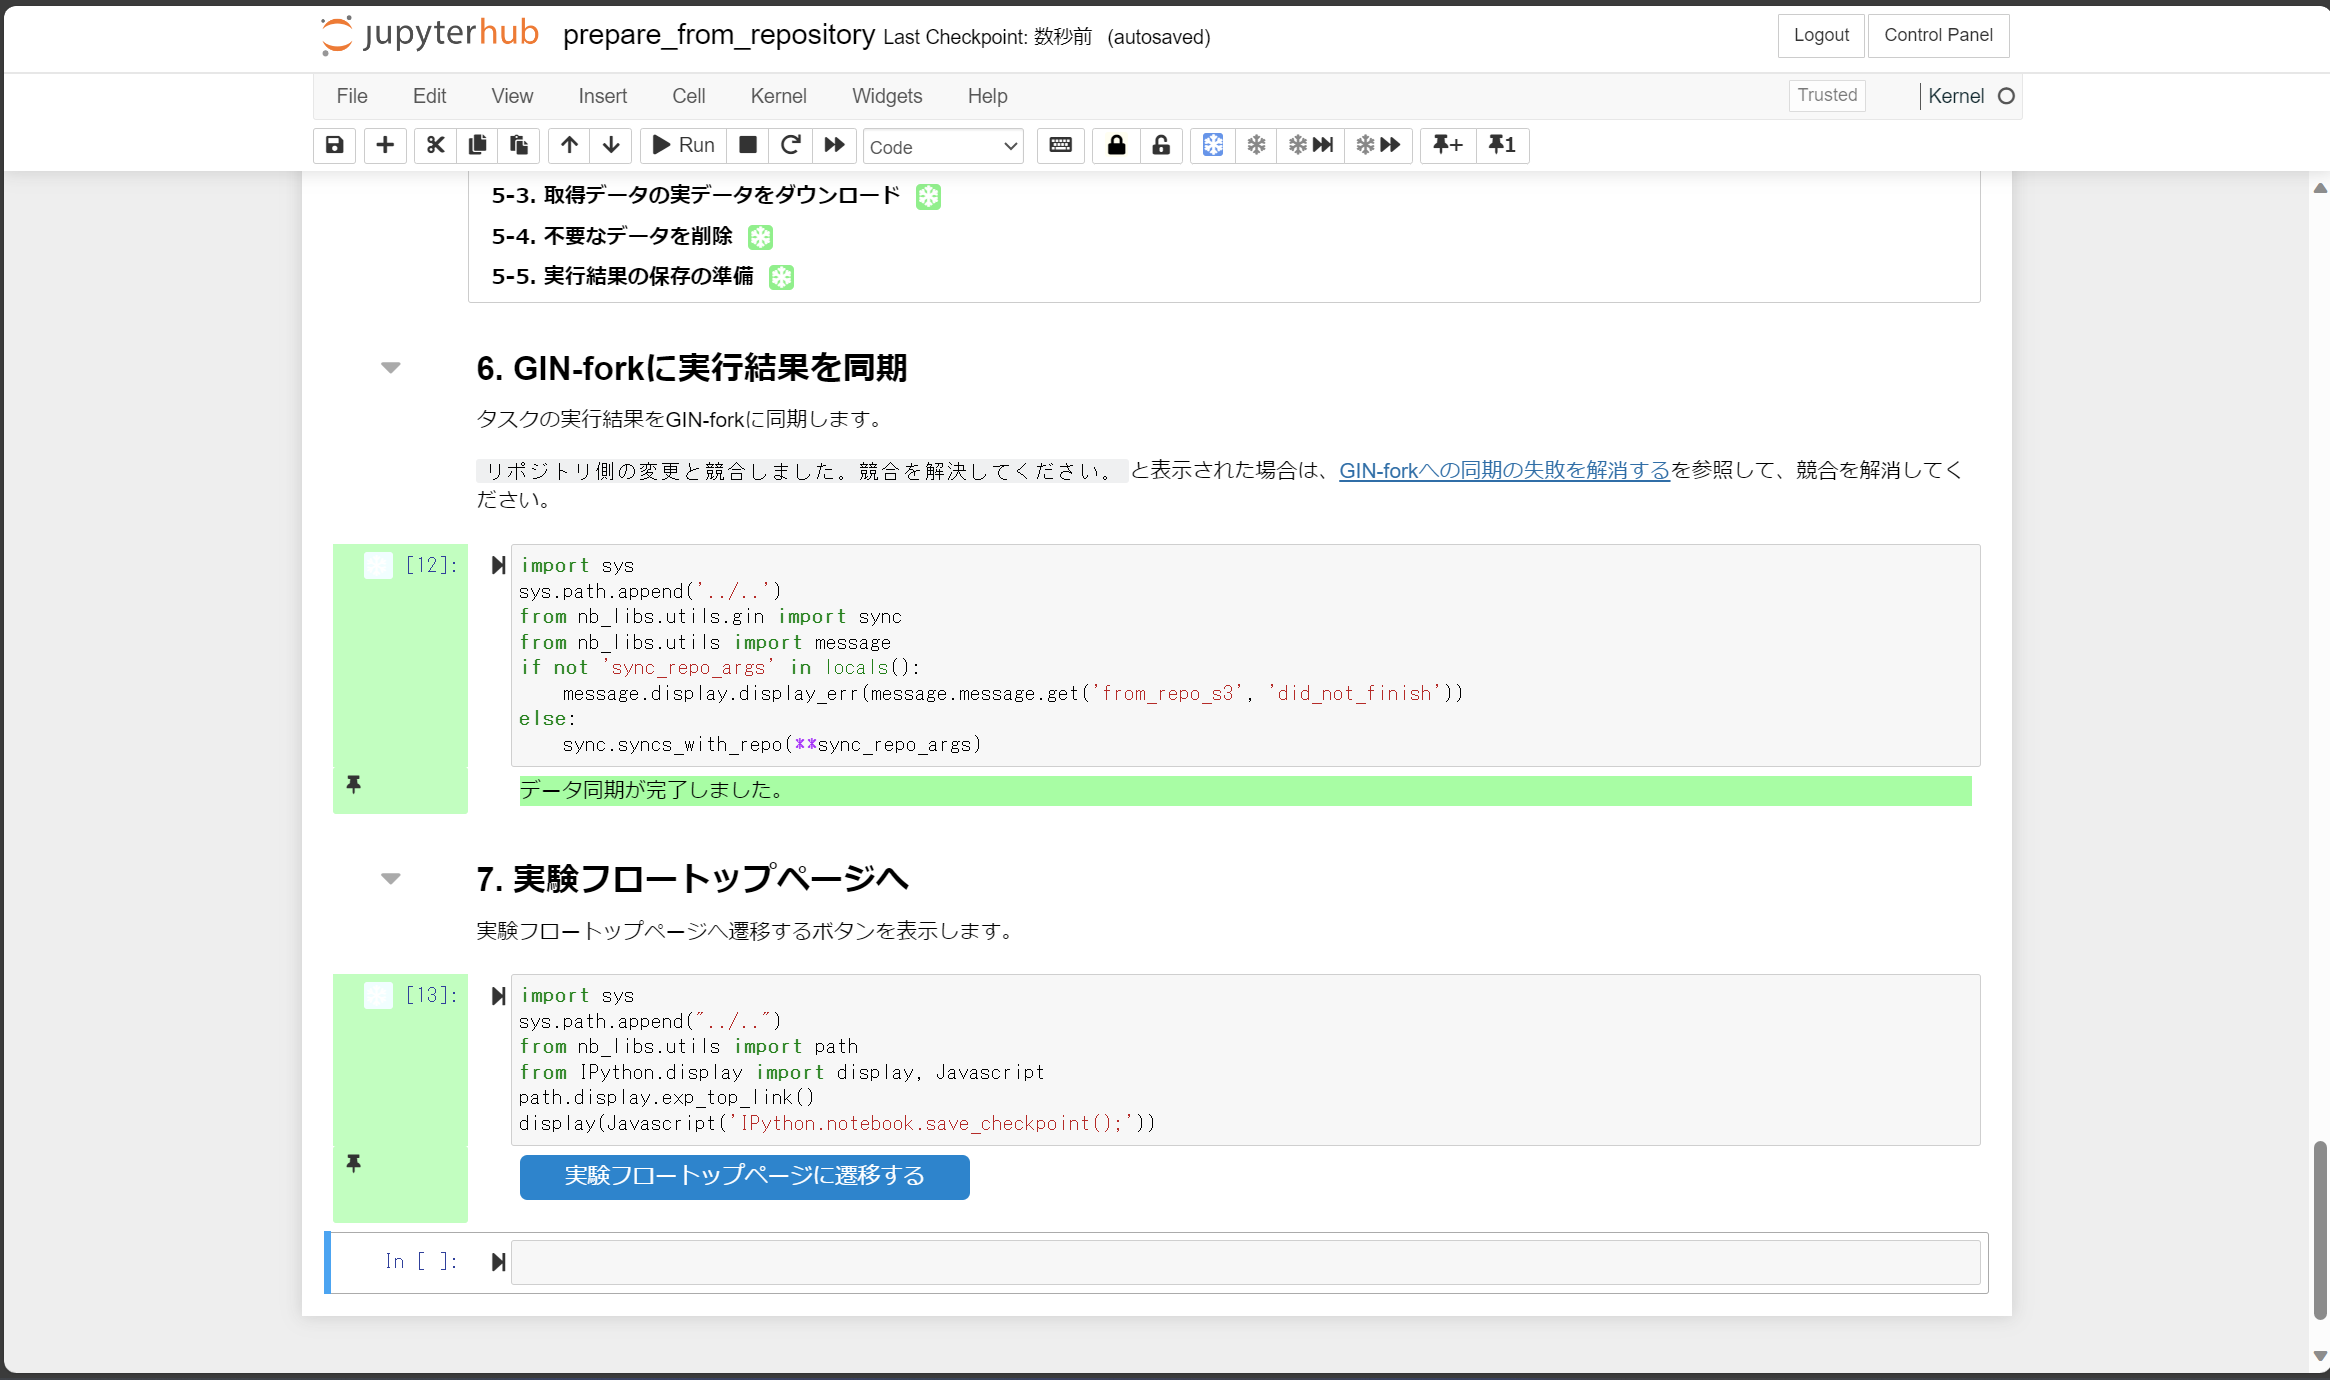 jupyterhub prepare_from_repository Last Checkpoint: 数秒前 (autosaved) Logout Control Panel
File Edit View Insert Cell Kernel Widgets Help Trusted Kernel
Run Code +1
5-3. 取得データの実データをダウンロード
5-4. 不要なデータを削除
5-5. 実行結果の保存の準備
6. GIN-forkに実行結果を同期
タスクの実行結果をGIN-forkに同期します。
リポジトリ側の変更と競合しました。競合を解決してください。 と表示された場合は、GIN-forkへの同期の失敗を解消するを参照して、競合を解消してく
ださい。
[12]: import sys
sys.path.append('../..')
from nb_libs.utils.gin import sync
from nb_libs.utils import message
if not 'sync_repo_args' in locals():
    message.display.display_err(message.message.get('from_repo_s3', 'did_not_finish'))
else:
    sync.syncs_with_repo(**sync_repo_args)
データ同期が完了しました。
7. 実験フロートップページへ
実験フロートップページへ遷移するボタンを表示します。
[13]: import sys
sys.path.append("../..")
from nb_libs.utils import path
from IPython.display import display, Javascript
path.display.exp_top_link()
display(Javascript('IPython.notebook.save_checkpoint();'))
実験フロートップページに遷移する
In [ ]: